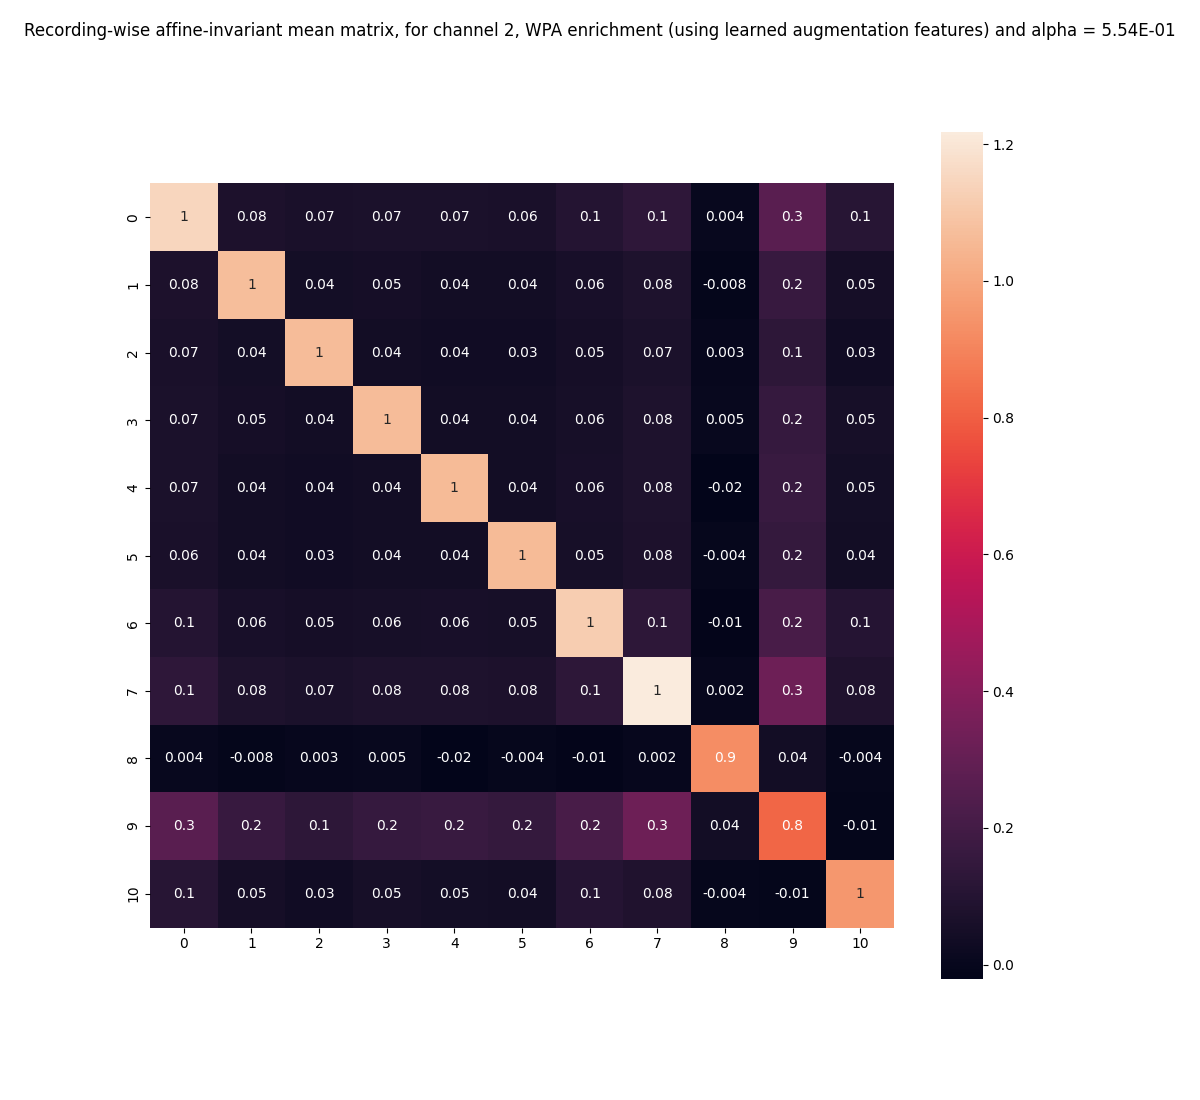 Recording-wise affine-invariant mean matrix, for channel 2, WPA enrichment (using learned augmentation features) and alpha = 5.54E-01
1.2
0 1 0.08 0.07 0.07 0.07 0.06 0.1 0.1 0.004 0.3 0.1
1 0.08 1 0.04 0.05 0.04 0.04 0.06 0.08 -0.008 0.2 0.05
1.0
2 0.07 0.04 1 0.04 0.04 0.03 0.05 0.07 0.003 0.1 0.03
3 0.07 0.05 0.04 1 0.04 0.04 0.06 0.08 0.005 0.2 0.05
0.8
4 0.07 0.04 0.04 0.04 1 0.04 0.06 0.08 -0.02 0.2 0.05
5 0.06 0.04 0.03 0.04 0.04 1 0.05 0.08 -0.004 0.2 0.04
0.6
6 0.1 0.06 0.05 0.06 0.06 0.05 1 0.1 -0.01 0.2 0.1
7 0.1 0.08 0.07 0.08 0.08 0.08 0.1 1 0.002 0.3 0.08
0.4
8 0.004 -0.008 0.003 0.005 -0.02 -0.004 -0.01 0.002 0.9 0.04 -0.004
9 0.3 0.2 0.1 0.2 0.2 0.2 0.2 0.3 0.04 0.8 -0.01
0.2
10 0.1 0.05 0.03 0.05 0.05 0.04 0.1 0.08 -0.004 -0.01 1
0 1 2 3 4 5 6 7 8 9 10
0.0